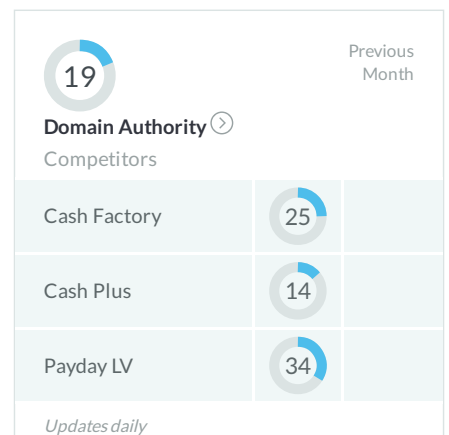 19
Previous
Month
Domain Authority
Competitors
Cash Factory 25
Cash Plus 14
Payday LV 34
Updates daily